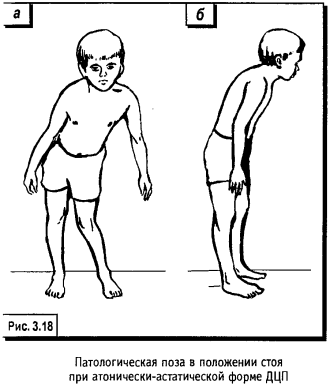 а
б
Рис. 3.18
Патологическая поза в положении стоя
при атонически-астатической форме ДЦП